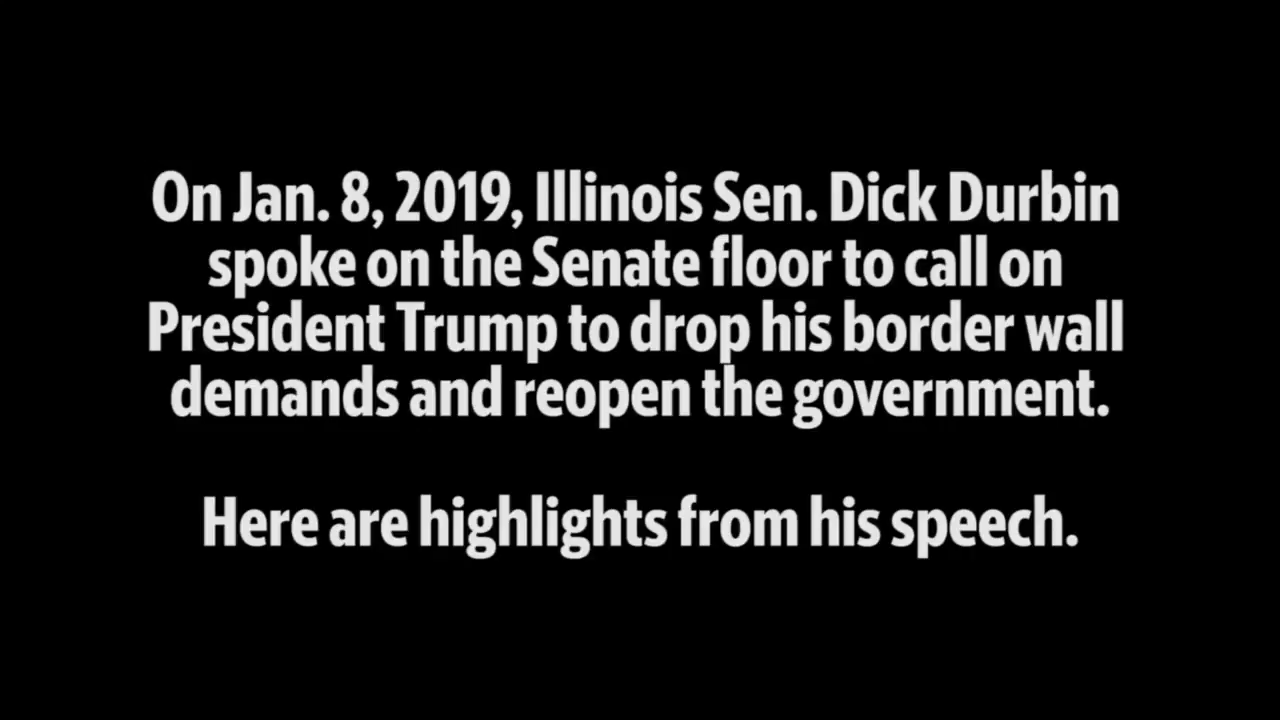 On Jan. 8, 2019, Illinois Sen. Dick Durbin
spoke on the Senate floor to call on
President Trump to drop his border wall
demands and reopen the government.
Here are highlights from his speech.